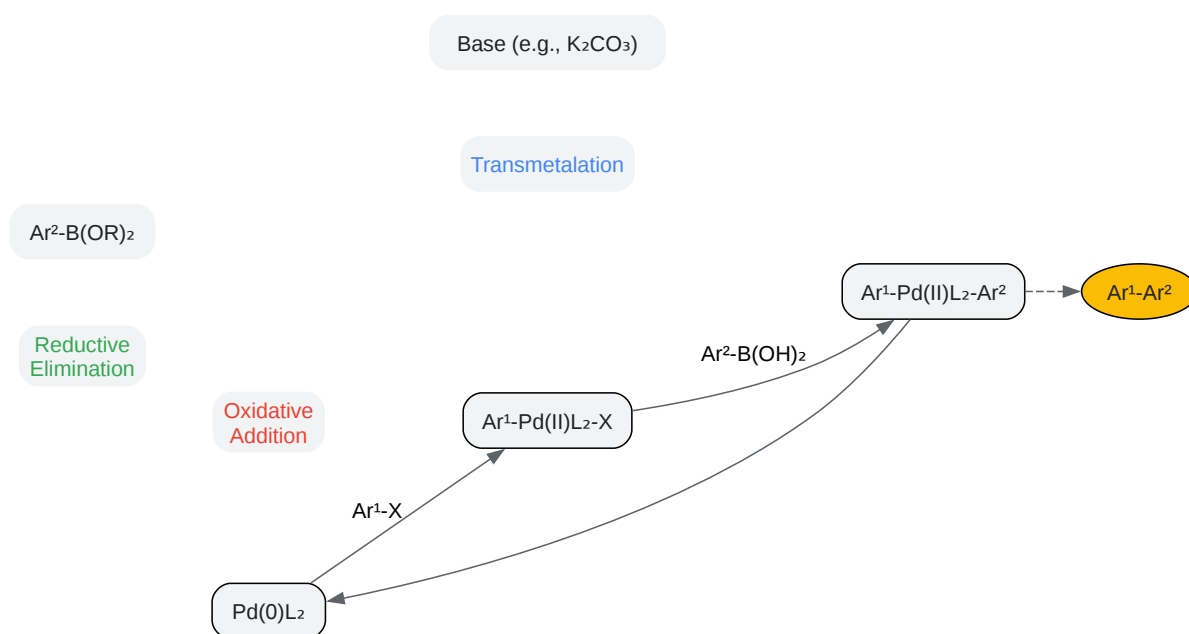 Base (e.g., K₂CO₃)
Transmetalation
Ar²-B(OR)₂
Ar¹-Pd(II)L₂-Ar²
Ar¹-Ar²
Reductive
Elimination
Ar²-B(OH)₂
Oxidative
Addition
Ar¹-Pd(II)L₂-X
Ar¹-X
Pd(0)L₂